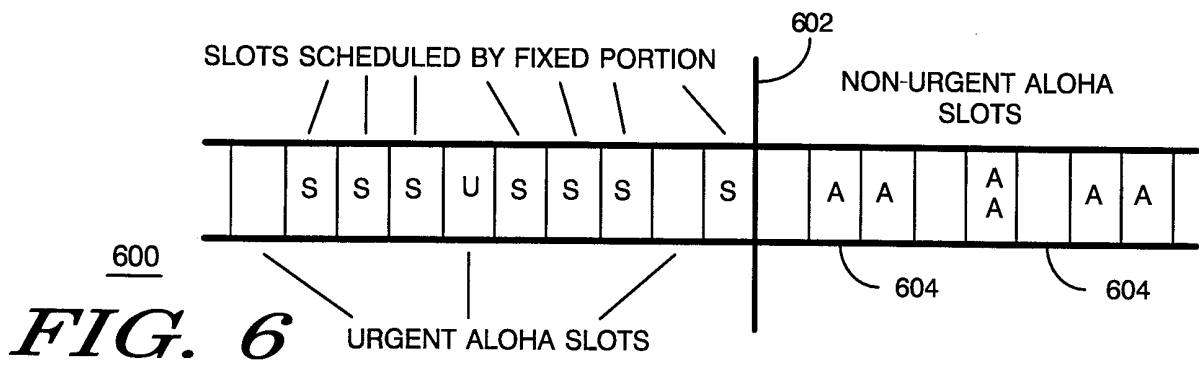 602
SLOTS SCHEDULED BY FIXED PORTION
NON-URGENT ALOHA
SLOTS
S S S U S S S S A A A A A A
A
604 604
600
URGENT ALOHA SLOTS
FIG. 6